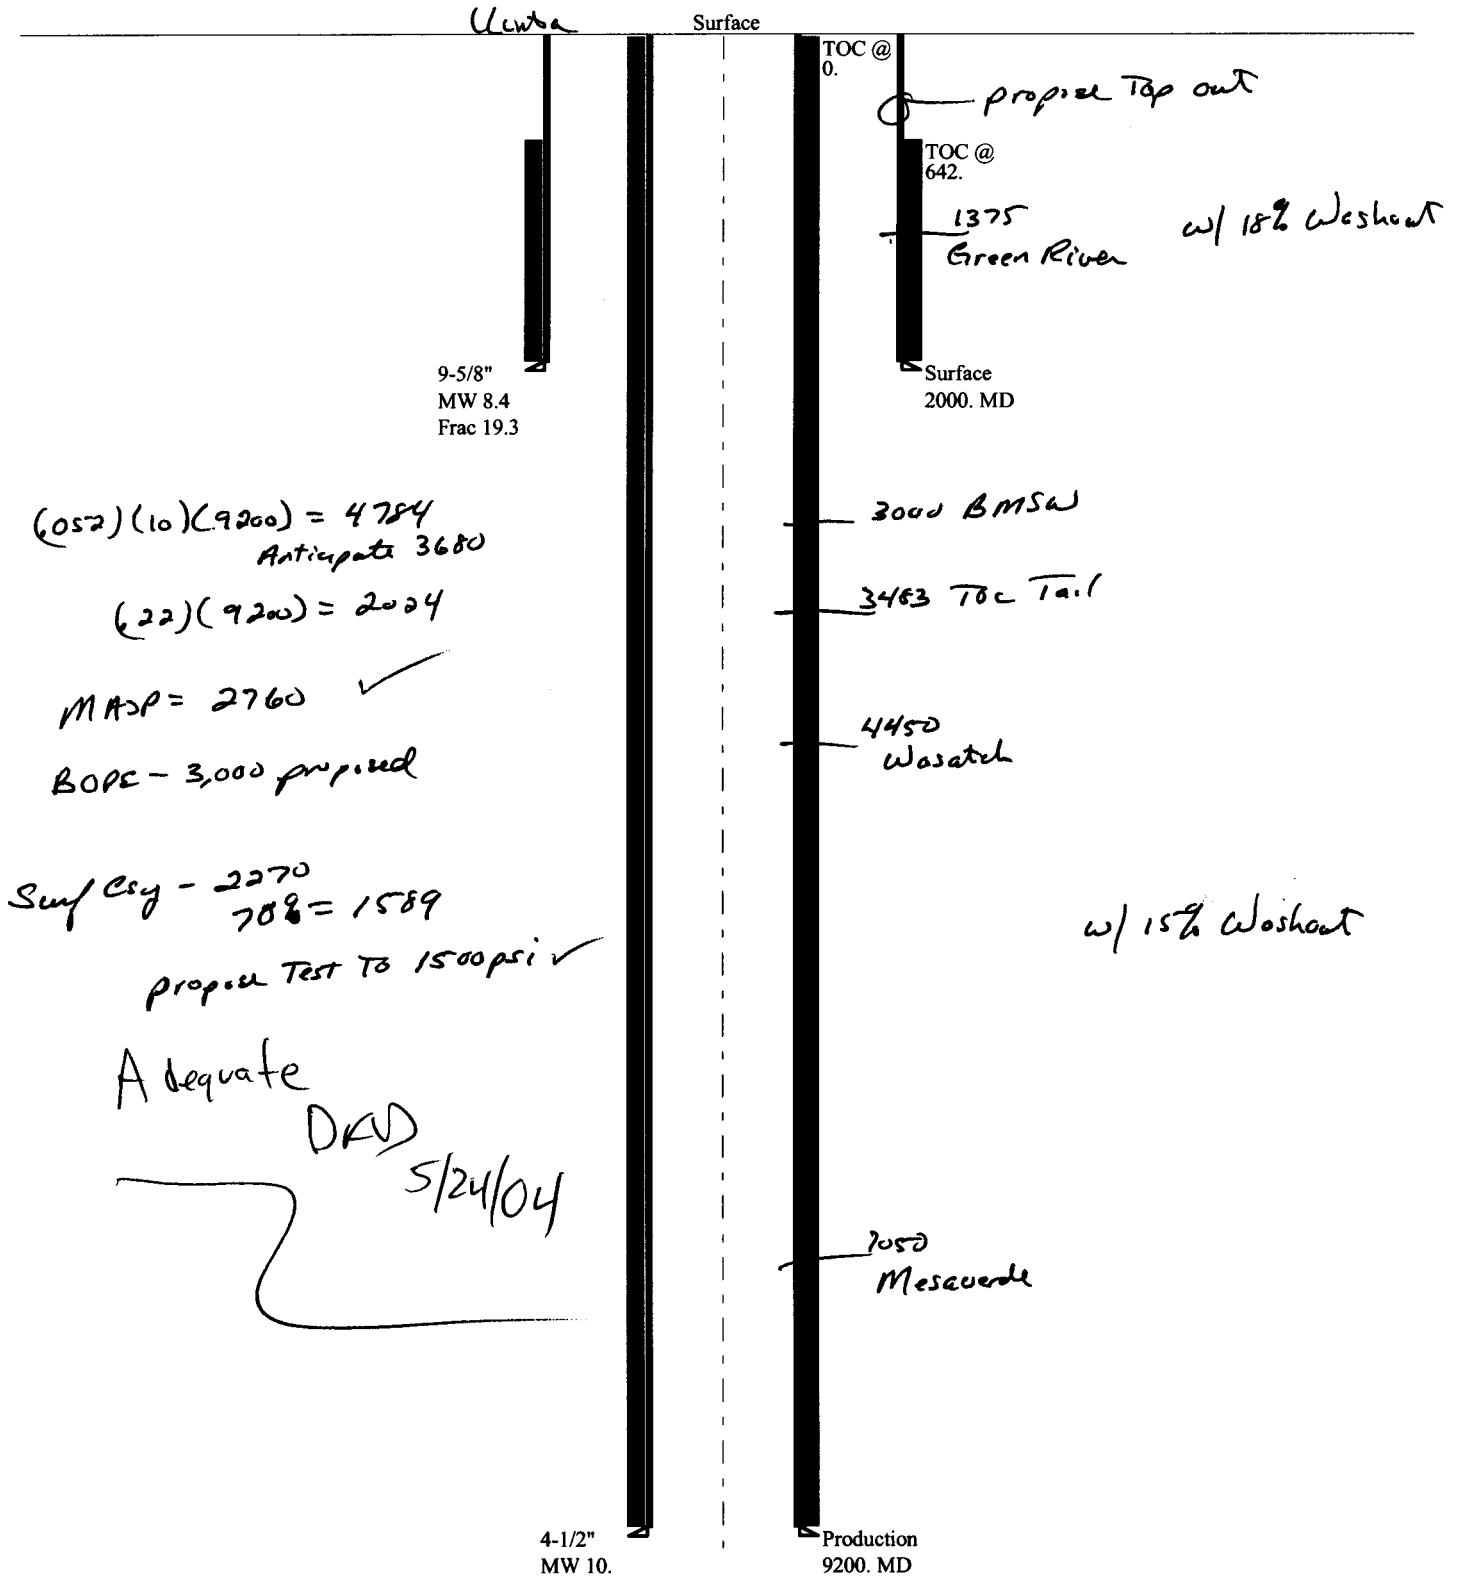 Uinta
Surface
TOC @
0.
propose Top out
TOC @
642.
1375
Green River
w/ 18% Washout
9-5/8"
MW 8.4
Frac 19.3
Surface
2000. MD
(.052)(10)(9200) = 4784
Anticipate 3680
(.22)(9200) = 2024
MASP = 2760 ✓
BOPE - 3,000 proposed
Surf Csg - 2270
70% = 1589
propose Test To 1500psi ✓
Adequate
DKD
5/24/04
3000 BMSW
3483 TOC Tail
4450
Wasatch
w/ 15% Washout
7050
Mesaverde
4-1/2"
MW 10.
Production
9200. MD